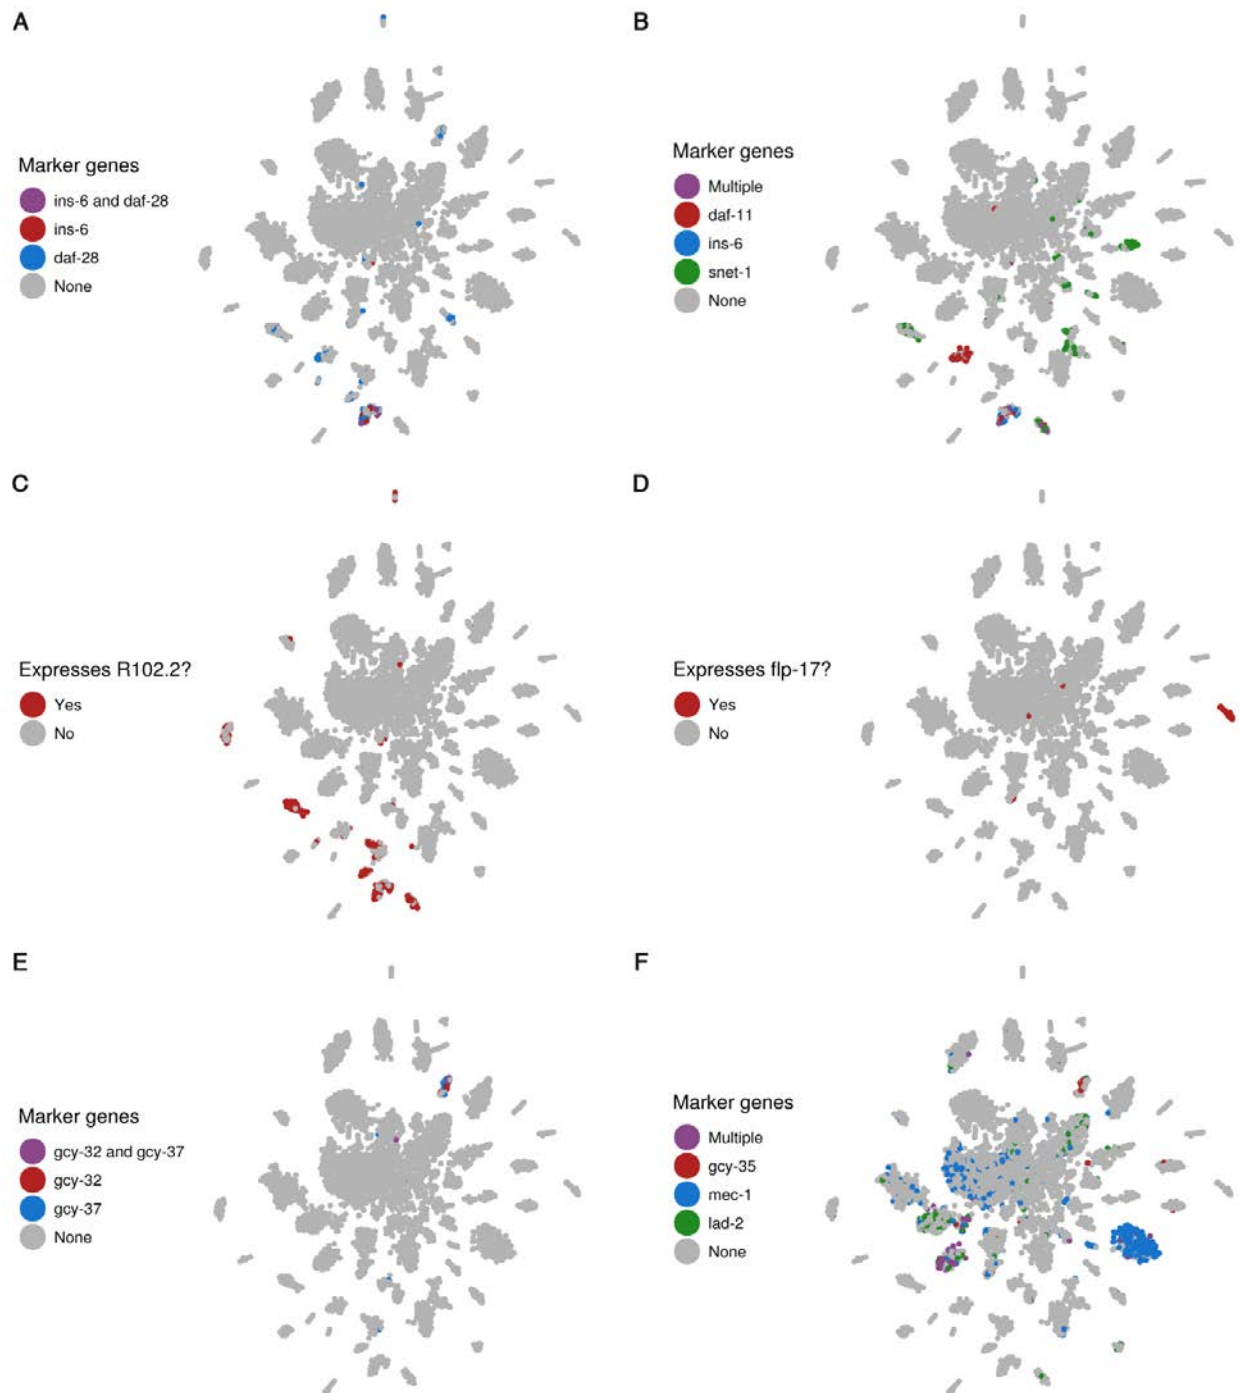 A
Marker genes
ins-6 and daf-28
ins-6
daf-28
None
B
Marker genes
Multiple
daf-11
ins-6
snet-1
None
C
Expresses R102.2?
Yes
No
D
Expresses flp-17?
Yes
No
E
Marker genes
gcy-32 and gcy-37
gcy-32
gcy-37
None
F
Marker genes
Multiple
gcy-35
mec-1
lad-2
None